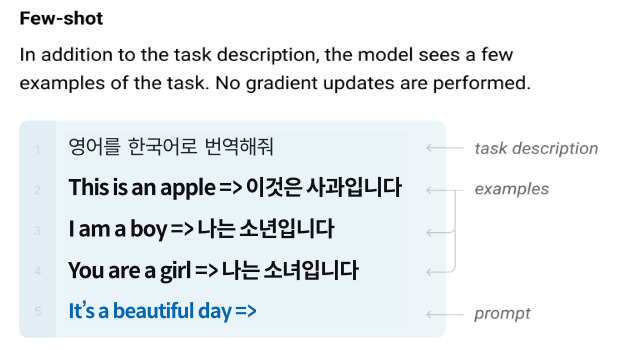 Few-shot
In addition to the task description, the model sees a few
examples of the task. No gradient updates are performed.
1 영어를 한국어로 번역해줘 task description
2 This is an apple => 이것은 사과입니다 examples
3 I am a boy => 나는 소년입니다
4 You are a girl => 나는 소녀입니다
5 It's a beautiful day => prompt